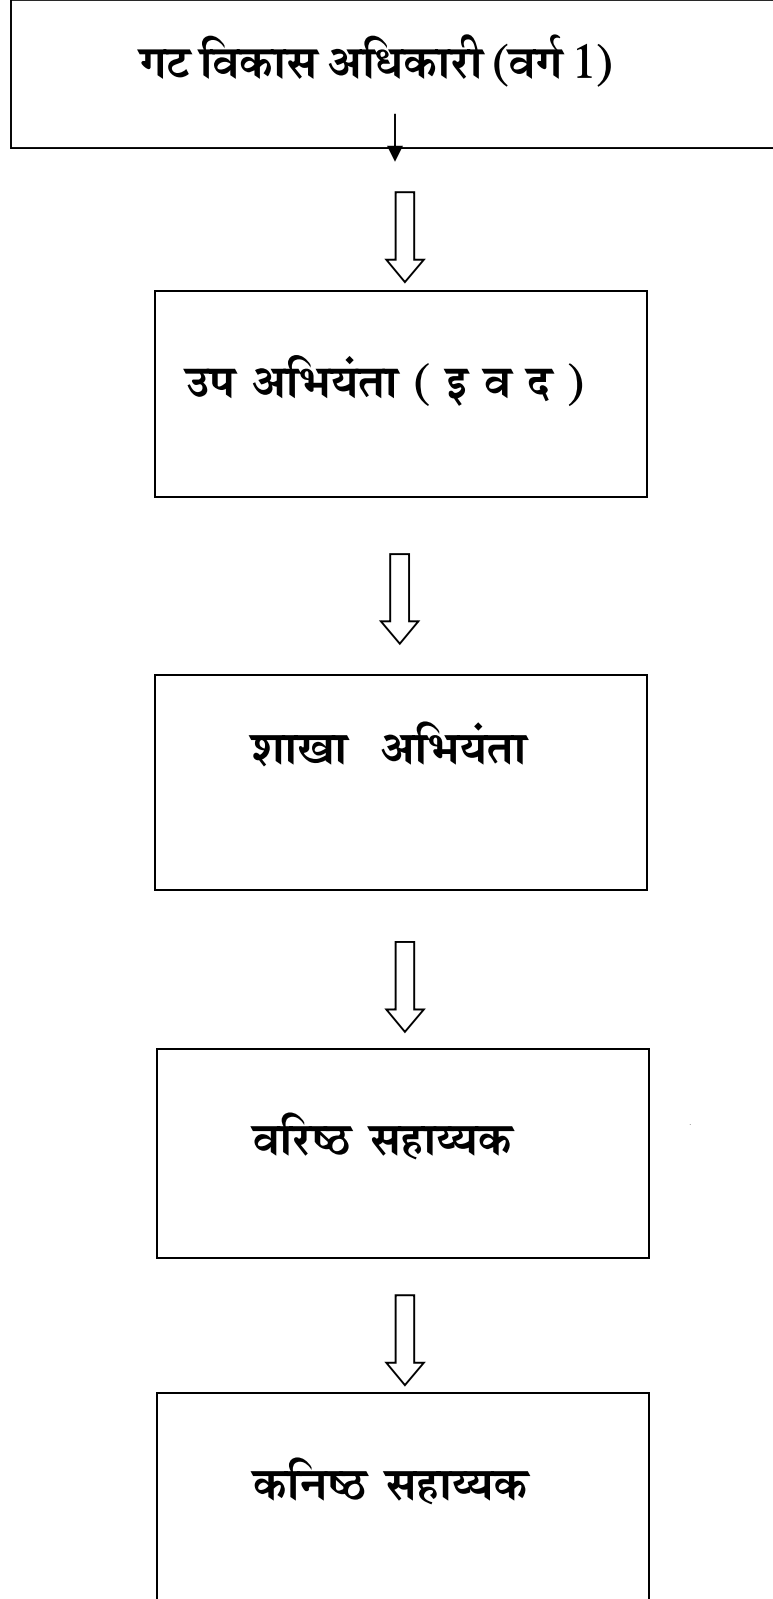 गट विकास अधिकारी (वर्ग 1)
उप अभियंता ( इ व द )
शाखा अभियंता
वरिष्ठ सहाय्यक
कनिष्ठ सहाय्यक